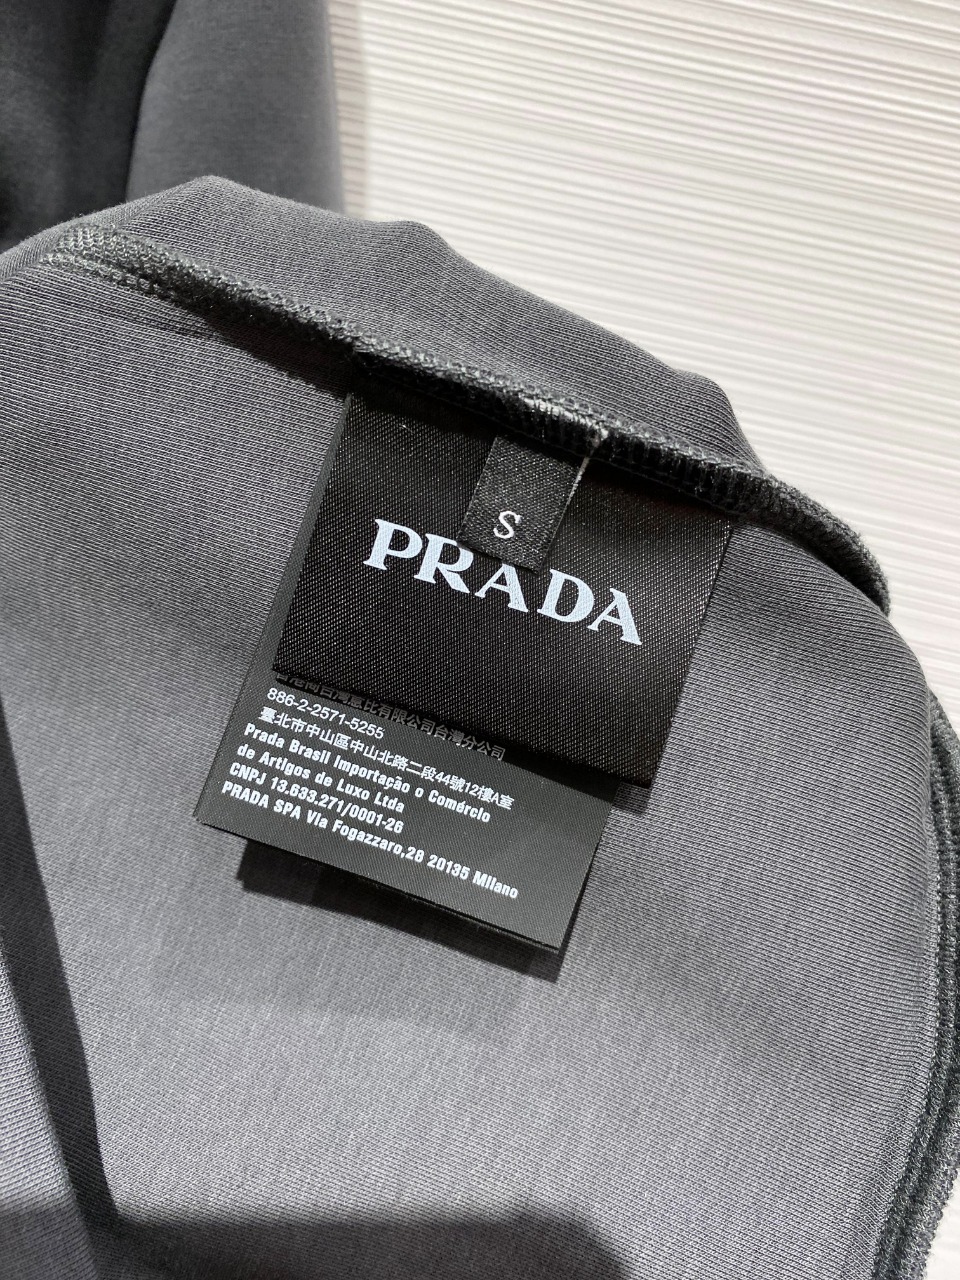 S
PRADA
886-2-2571-5255
臺北市中山區中山北路二段44號12樓A室
Prada Brasil Importação o Comércio
de Artigos de Luxo Ltda
CNPJ 13.633.271/0001-26
PRADA SPA Via Fogazzaro,28 20135 Milano